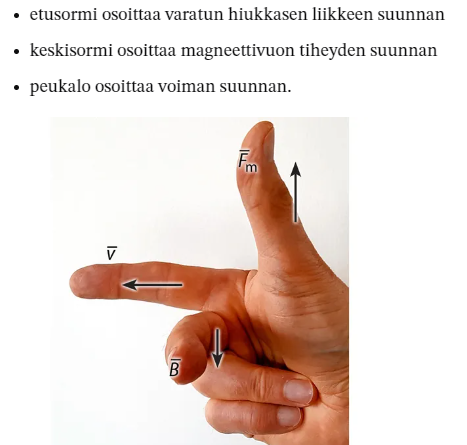 • etusormi osoittaa varatun hiukkasen liikkeen suunnan
• keskisormi osoittaa magneettivuon tiheyden suunnan
• peukalo osoittaa voiman suunnan.
F̅m
v̅
B̅